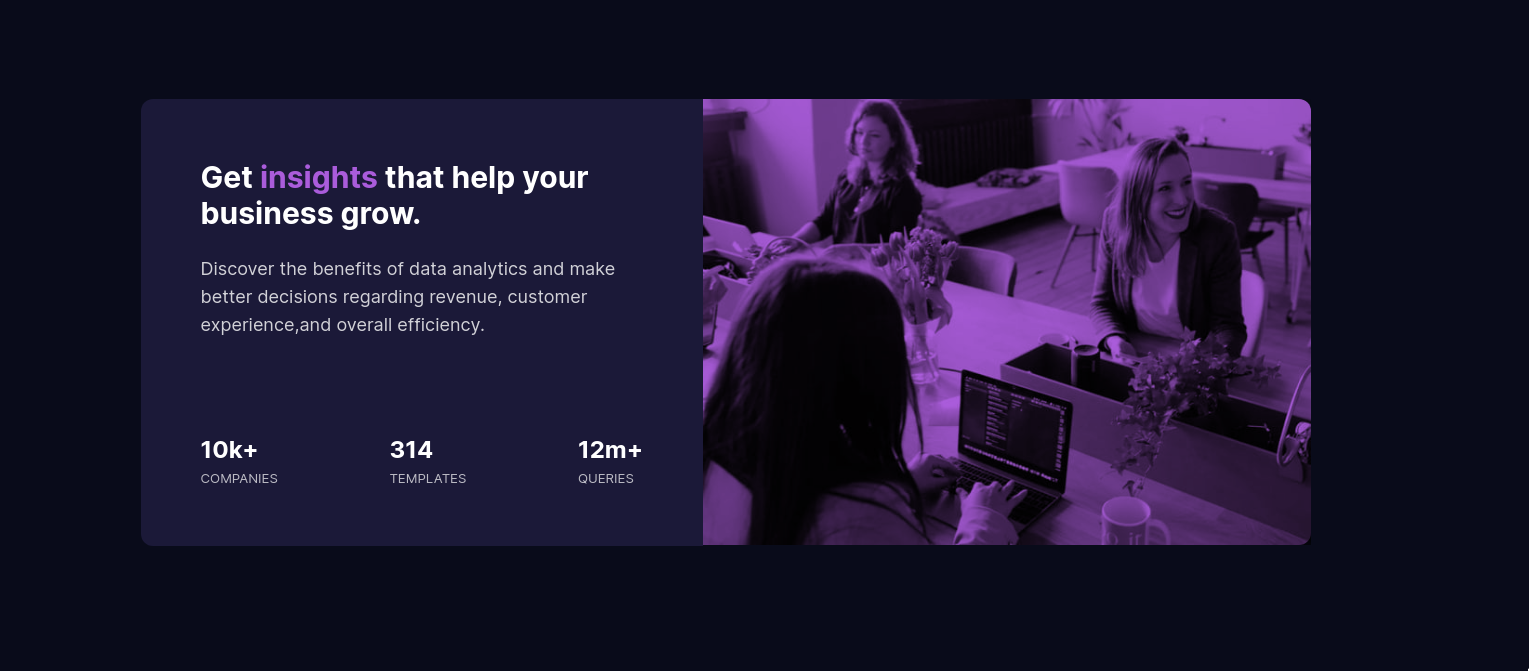 Get insights that help your
business grow.
Discover the benefits of data analytics and make
better decisions regarding revenue, customer
experience,and overall efficiency.
10k+ 314 12m+
COMPANIES TEMPLATES QUERIES